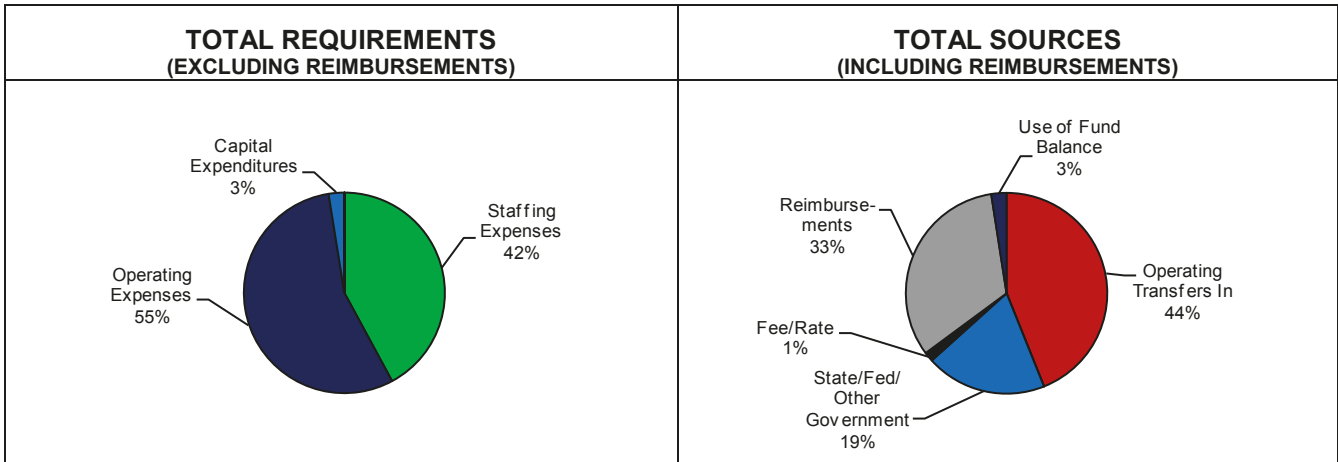 TOTAL REQUIREMENTS
(EXCLUDING REIMBURSEMENTS)
Capital
Expenditures
3%
Staffing
Expenses
42%
Operating
Expenses
55%
TOTAL SOURCES
(INCLUDING REIMBURSEMENTS)
Use of Fund
Balance
3%
Reimburse-
ments
33%
Operating
Transfers In
44%
Fee/Rate
1%
State/Fed/
Other
Government
19%